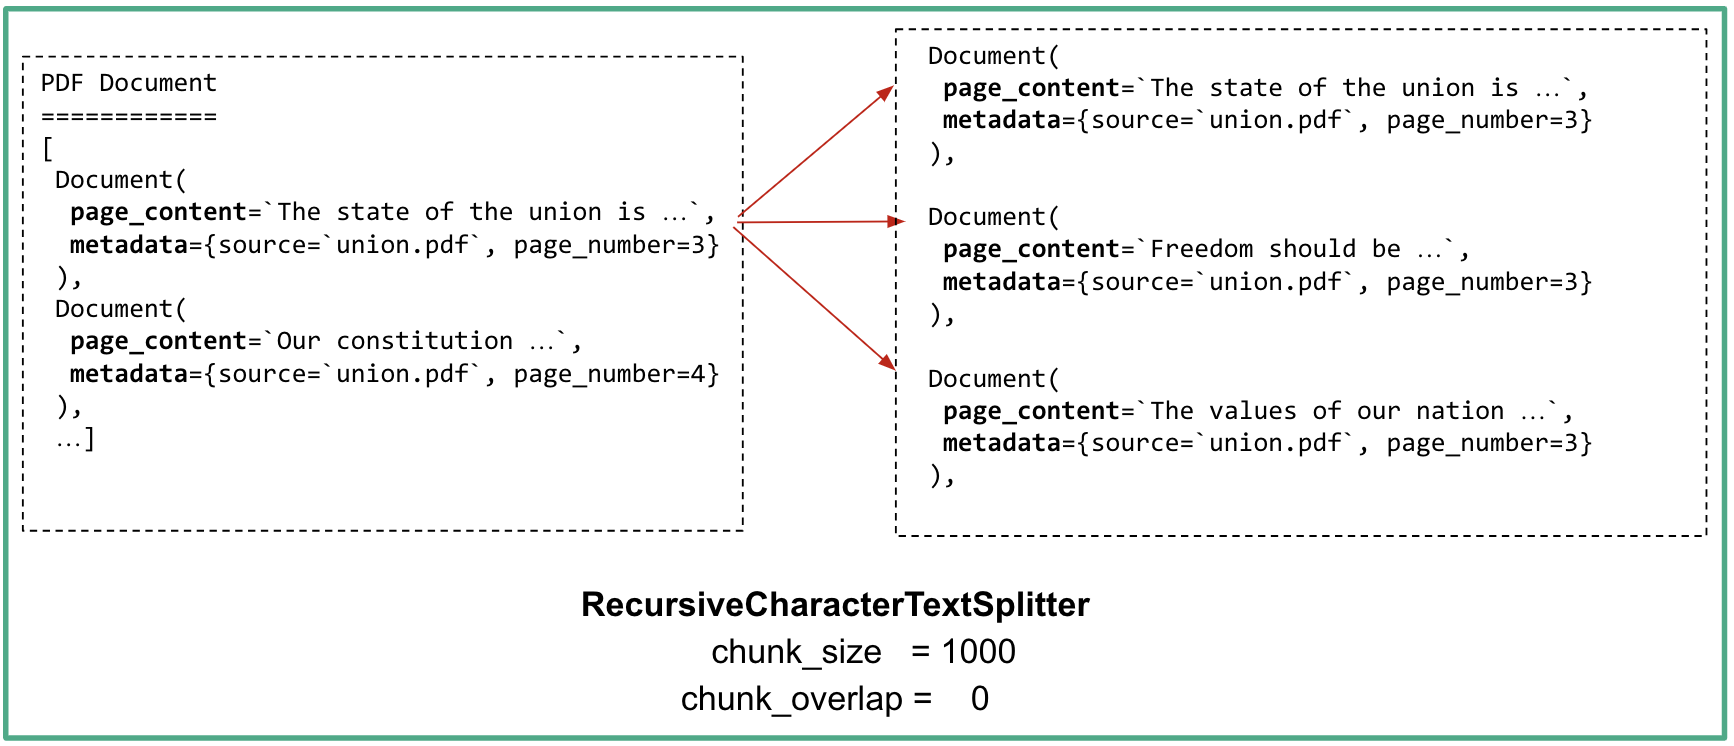 PDF Document
============
[
Document(
page_content=`The state of the union is …`,
metadata={source=`union.pdf`, page_number=3}
),
Document(
page_content=`Our constitution …`,
metadata={source=`union.pdf`, page_number=4}
),
…]
Document(
page_content=`The state of the union is …`,
metadata={source=`union.pdf`, page_number=3}
),
Document(
page_content=`Freedom should be …`,
metadata={source=`union.pdf`, page_number=3}
),
Document(
page_content=`The values of our nation …`,
metadata={source=`union.pdf`, page_number=3}
),
RecursiveCharacterTextSplitter
chunk_size = 1000
chunk_overlap = 0